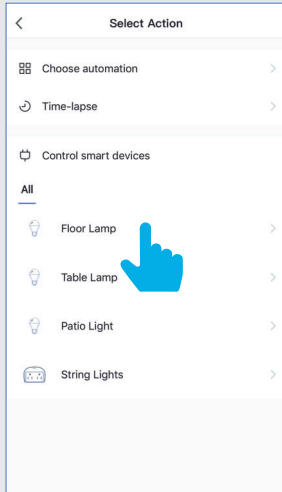 Select Action
Choose automation
Time-lapse
Control smart devices
All
Floor Lamp
Table Lamp
Patio Light
String Lights